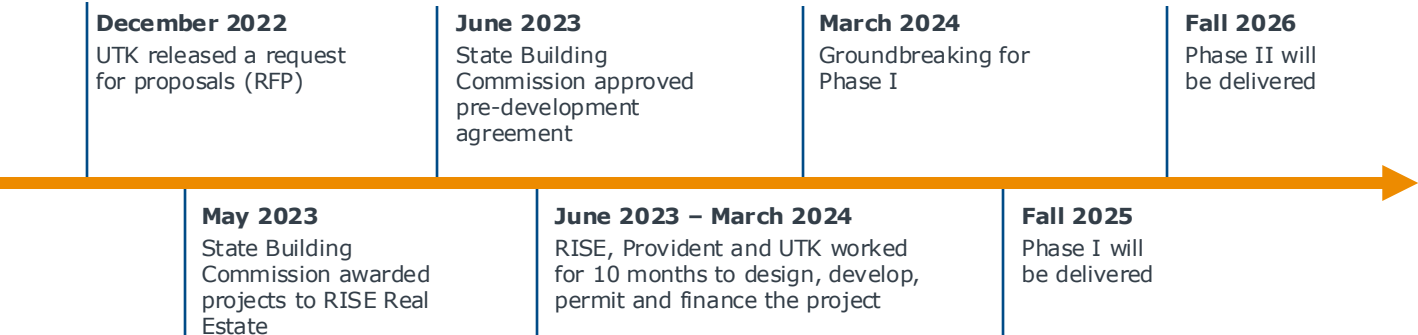 December 2022
UTK released a request
for proposals (RFP)
June 2023
State Building
Commission approved
pre-development
agreement
March 2024
Groundbreaking for
Phase I
Fall 2026
Phase II will
be delivered
May 2023
State Building
Commission awarded
projects to RISE Real
Estate
June 2023 – March 2024
RISE, Provident and UTK worked
for 10 months to design, develop,
permit and finance the project
Fall 2025
Phase I will
be delivered